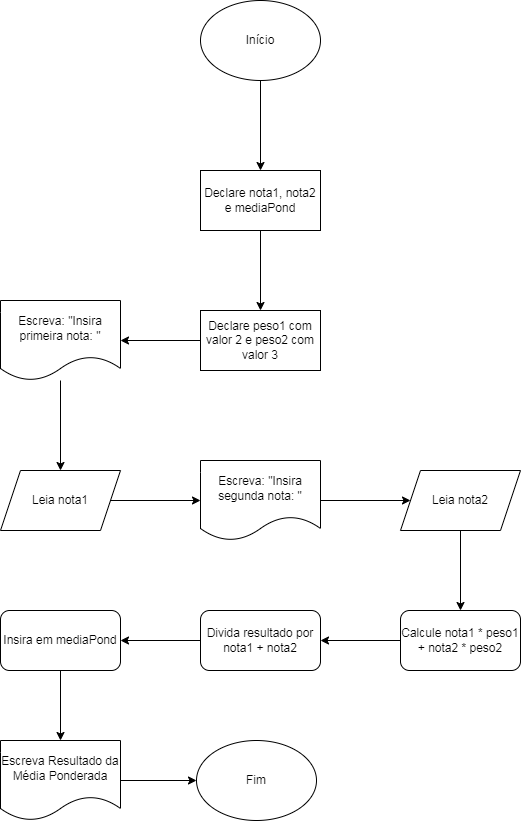 Início
Declare nota1, nota2
e mediaPond
Declare peso1 com
valor 2 e peso2 com
valor 3
Escreva: "Insira
primeira nota: "
Leia nota1
Escreva: "Insira
segunda nota: "
Leia nota2
Calcule nota1 * peso1
+ nota2 * peso2
Divida resultado por
nota1 + nota2
Insira em mediaPond
Escreva Resultado da
Média Ponderada
Fim